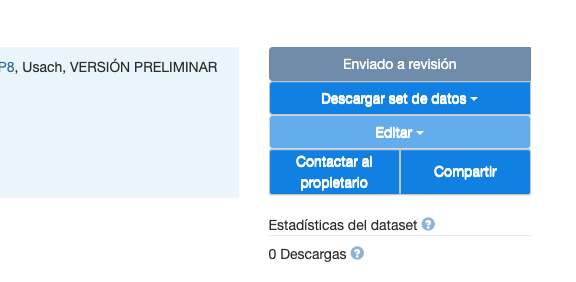 P8, Usach, VERSIÓN PRELIMINAR
Enviado a revisión
Descargar set de datos
Editar
Contactar al
propietario
Compartir
Estadísticas del dataset ?
0 Descargas ?